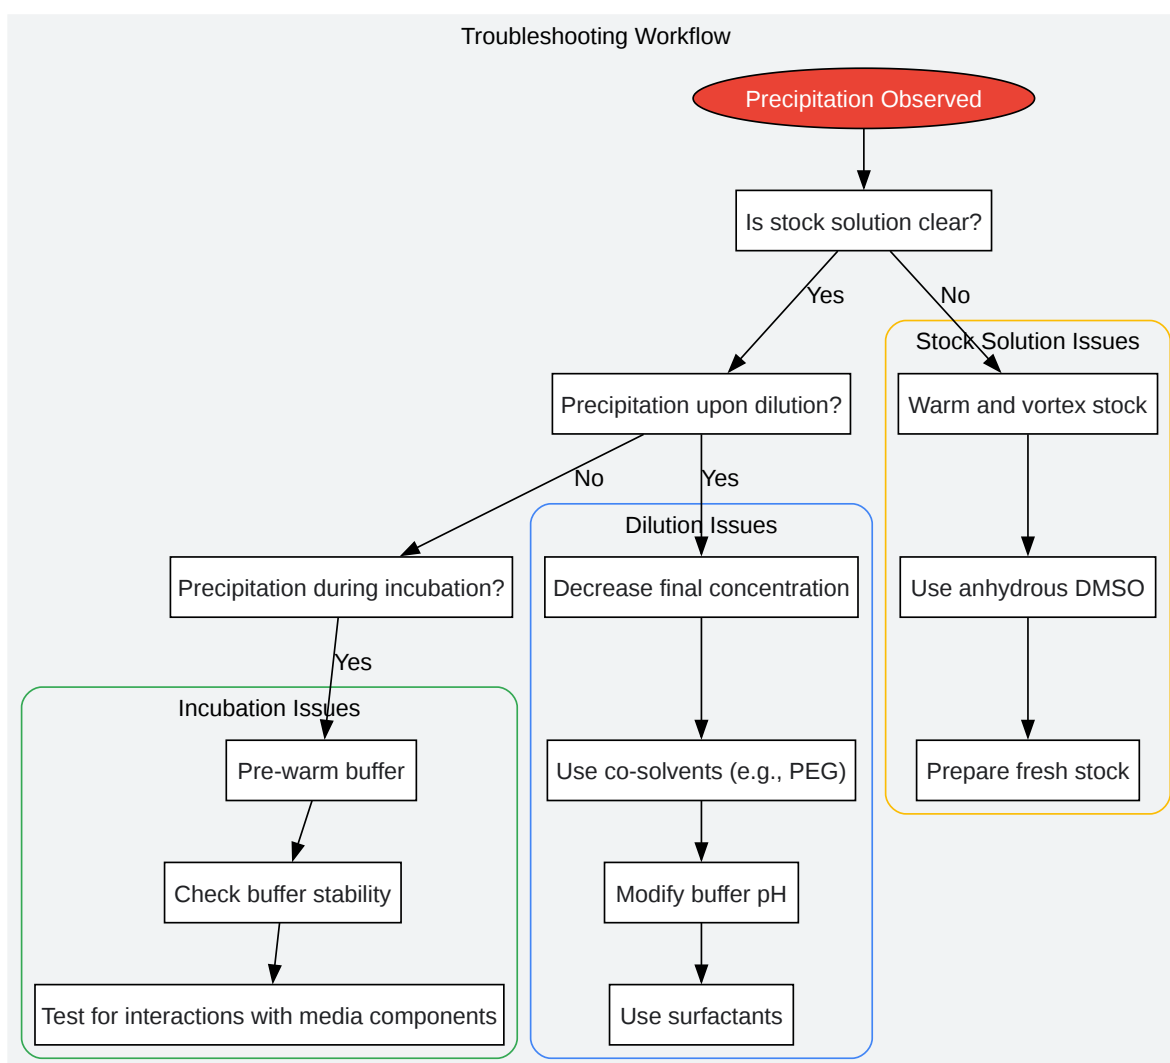 Troubleshooting Workflow
Precipitation Observed
Is stock solution clear?
Yes
No
Stock Solution Issues
Precipitation upon dilution?
Warm and vortex stock
No
Yes
Dilution Issues
Precipitation during incubation?
Decrease final concentration
Use anhydrous DMSO
Yes
Incubation Issues
Pre-warm buffer
Use co-solvents (e.g., PEG)
Prepare fresh stock
Check buffer stability
Modify buffer pH
Test for interactions with media components
Use surfactants